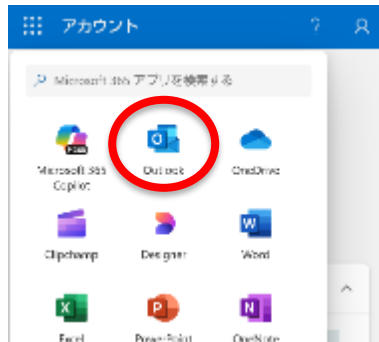 アカウント ?
Microsoft 365 アプリを検索する
Microsoft 365 Outlook OneDrive
Copilot
Clipchamp Designer Word
Excel PowerPoint OneNote